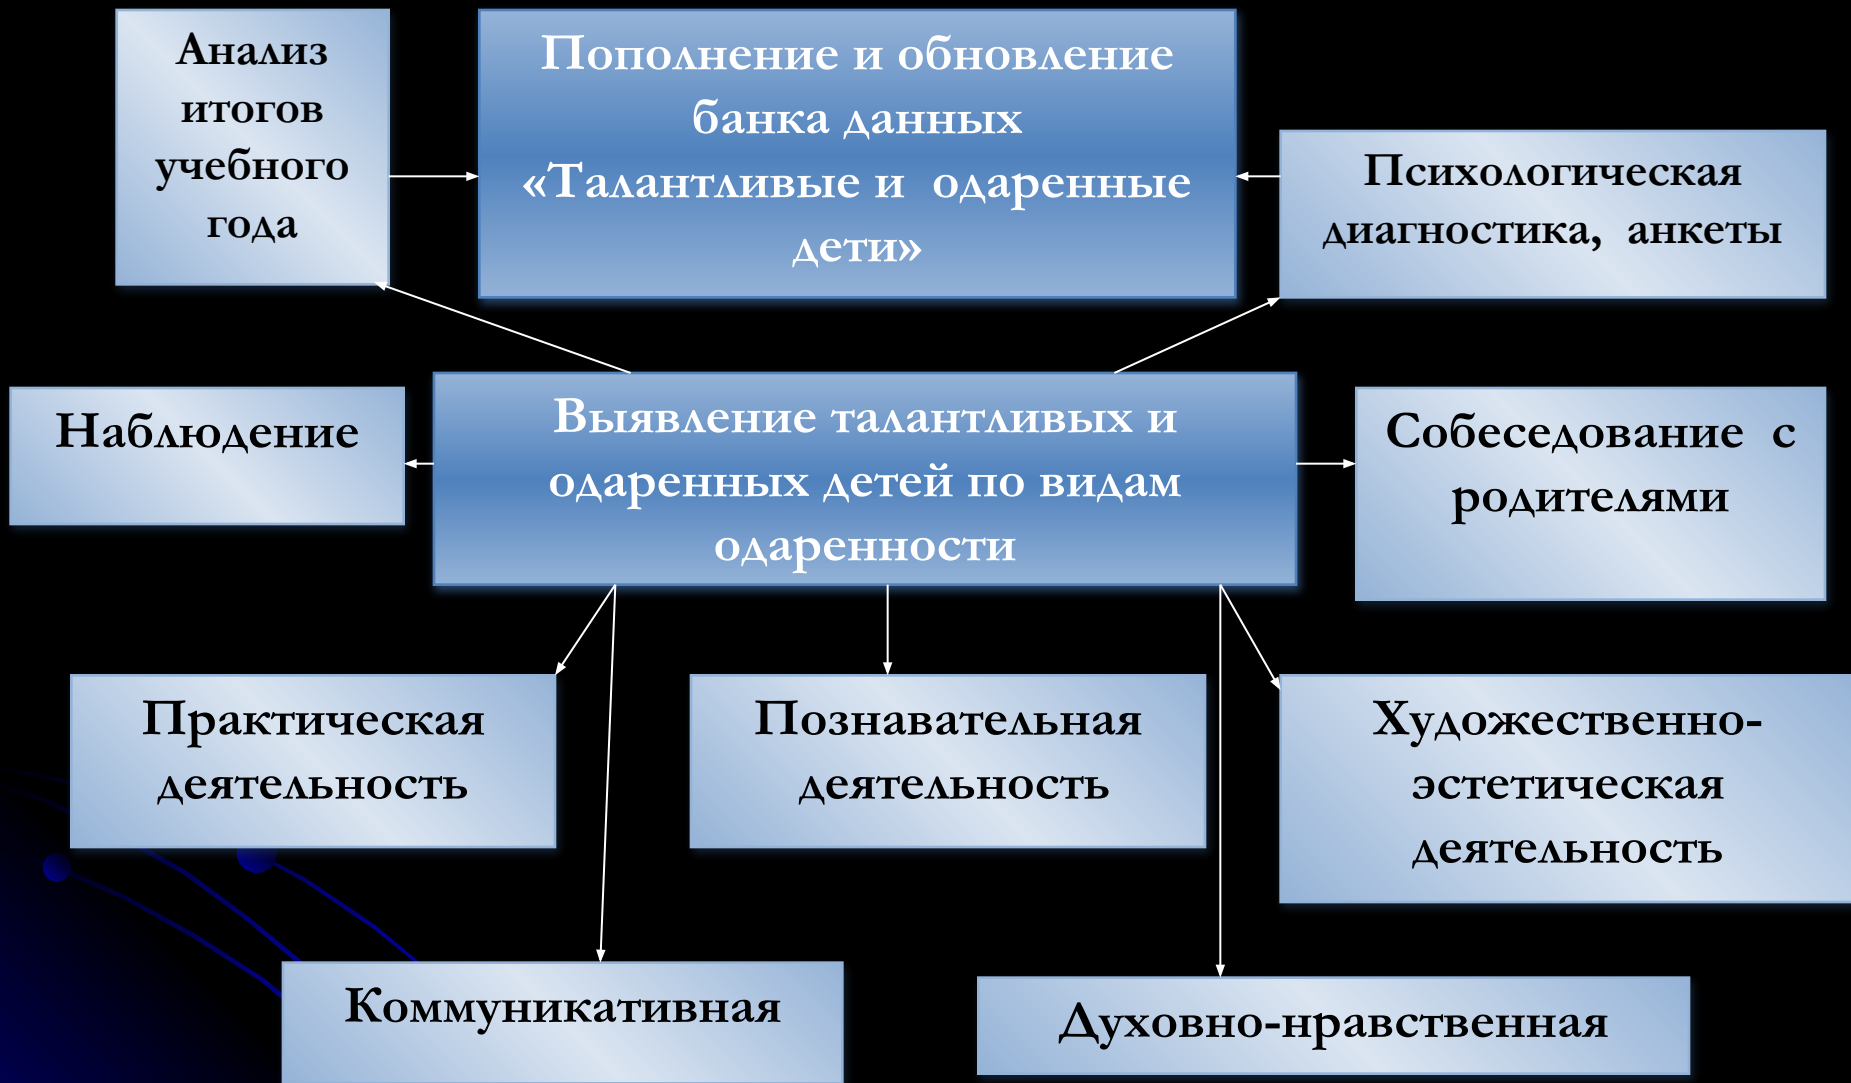 Анализ
итогов
учебного
года
Пополнение и обновление
банка данных
«Талантливые и одаренные
дети»
Психологическая
диагностика, анкеты
Наблюдение
Выявление талантливых и
одаренных детей по видам
одаренности
Собеседование с
родителями
Практическая
деятельность
Познавательная
деятельность
Художественно-
эстетическая
деятельность
Коммуникативная
Духовно-нравственная